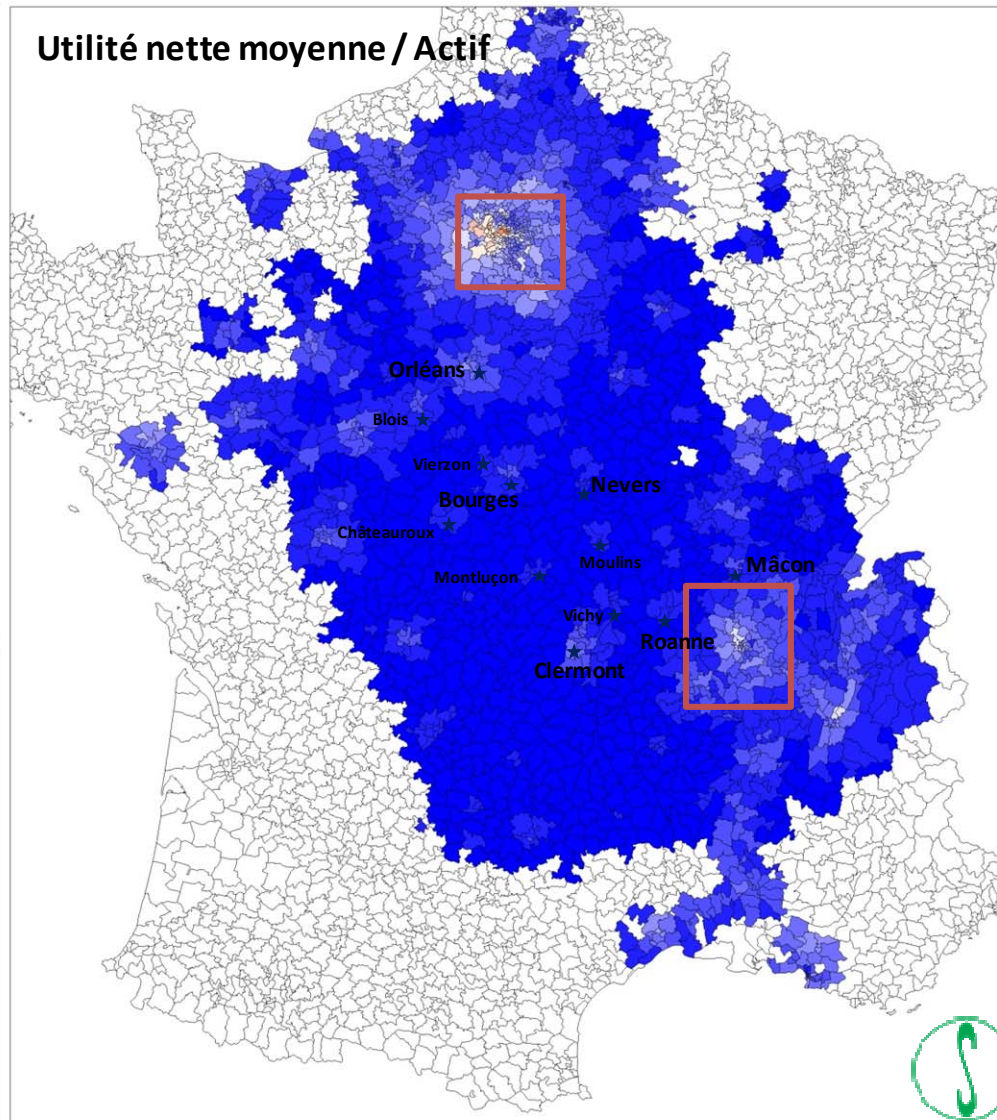 Utilité nette moyenne / Actif
Orléans
Blois
Vierzon
Bourges
Nevers
Châteauroux
Moulins
Montluçon
Mâcon
Vichy
Roanne
Clermont
S